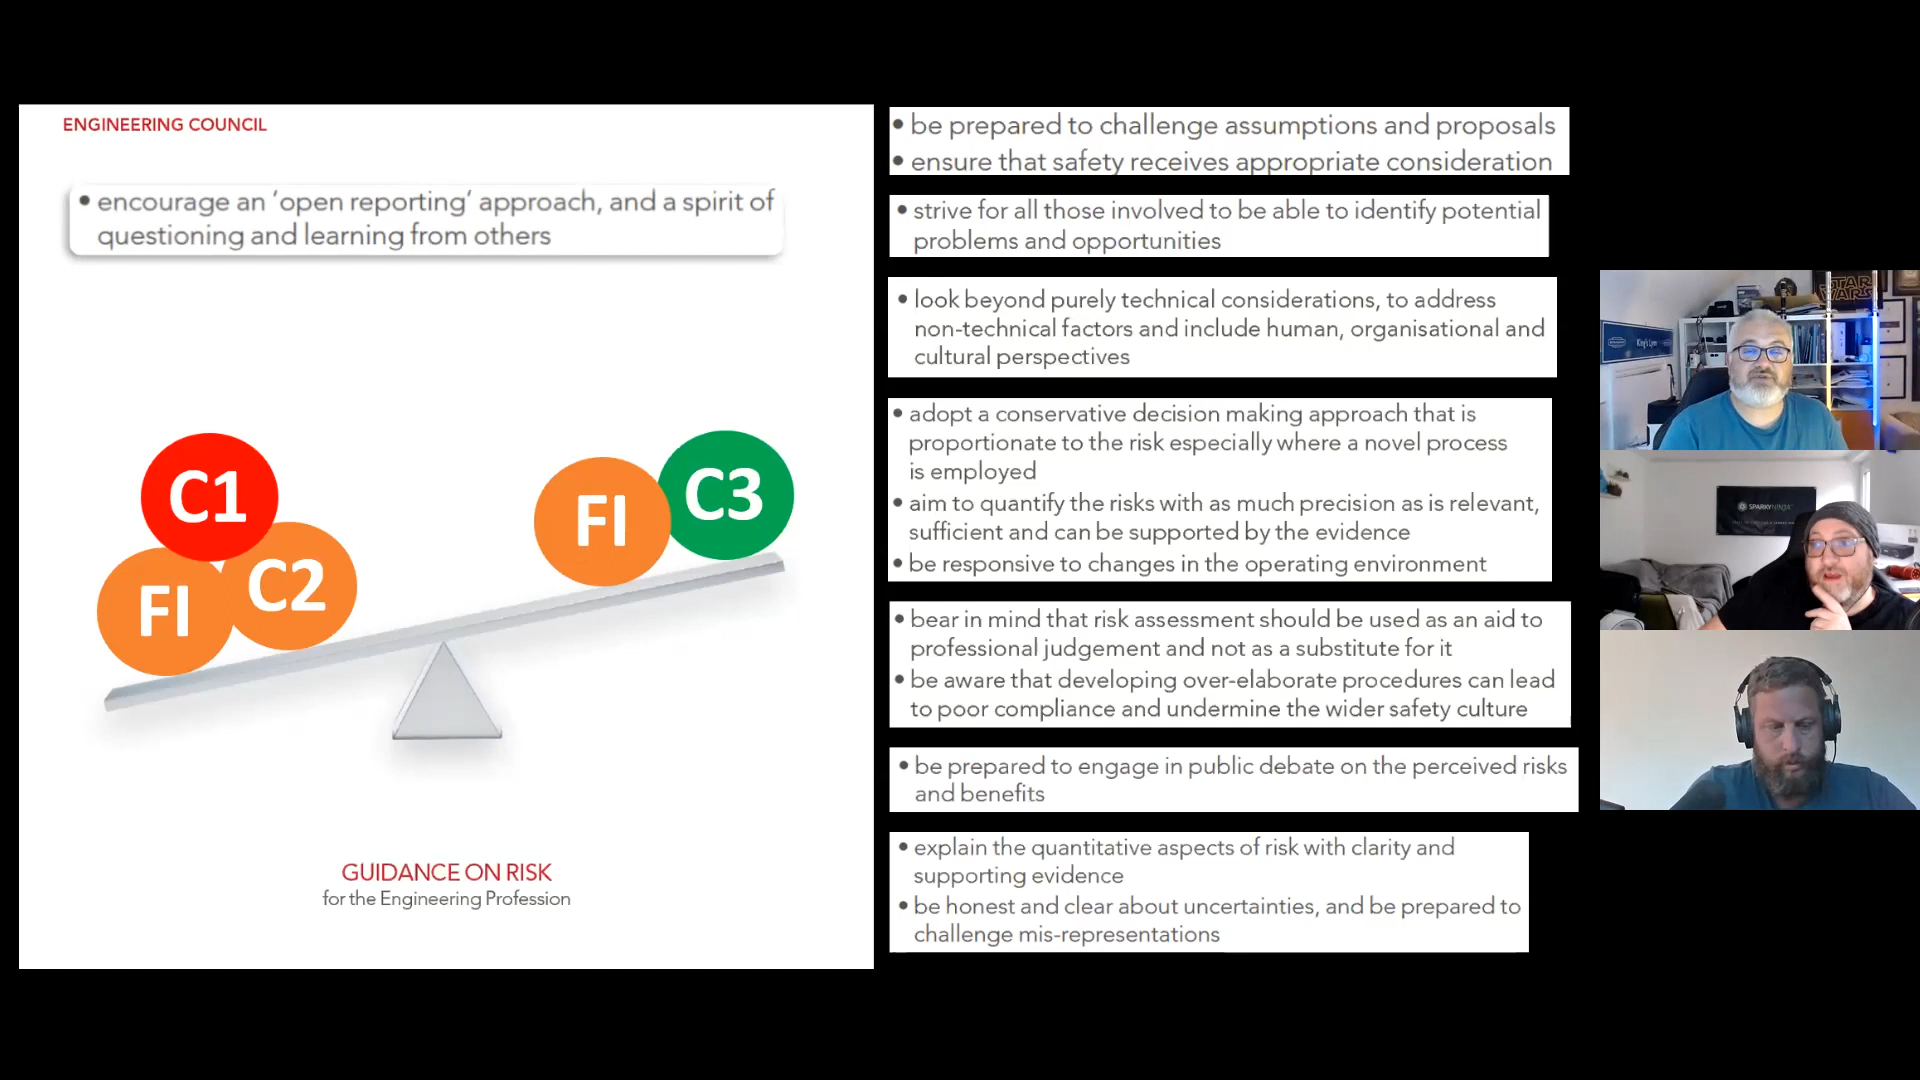 ENGINEERING COUNCIL
• encourage an ‘open reporting‘ approach, and a spirit of
questioning and learning from others
C1
FI
C2
FI
C3
GUIDANCE ON RISK
for the Engineering Profession
• be prepared to challenge assumptions and proposals
• ensure that safety receives appropriate consideration
• strive for all those involved to be able to identify potential
problems and opportunities
• look beyond purely technical considerations, to address
non-technical factors and include human, organisational and
cultural perspectives
• adopt a conservative decision making approach that is
proportionate to the risk especially where a novel process
is employed
• aim to quantify the risks with as much precision as is relevant,
sufficient and can be supported by the evidence
• be responsive to changes in the operating environment
• bear in mind that risk assessment should be used as an aid to
professional judgement and not as a substitute for it
• be aware that developing over-elaborate procedures can lead
to poor compliance and undermine the wider safety culture
• be prepared to engage in public debate on the perceived risks
and benefits
• explain the quantitative aspects of risk with clarity and
supporting evidence
• be honest and clear about uncertainties, and be prepared to
challenge mis-representations
STAR
WARS
King's Lynn
SPARKYNINJA